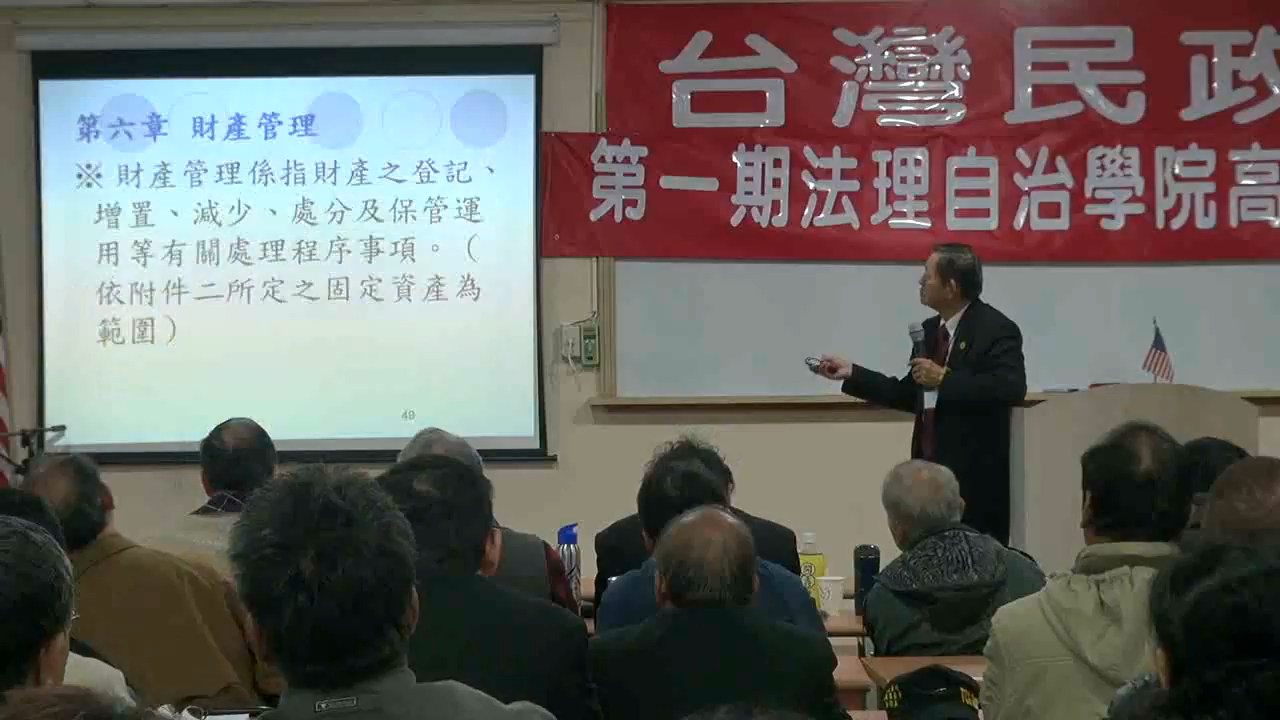 第六章 財產管理
※ 財產管理係指財產之登記、
增置、減少、處分及保管運
用等有關處理程序事項。（
依附件二所定之固定資產為
範圍）
49
台灣民政
第一期法理自治學院高